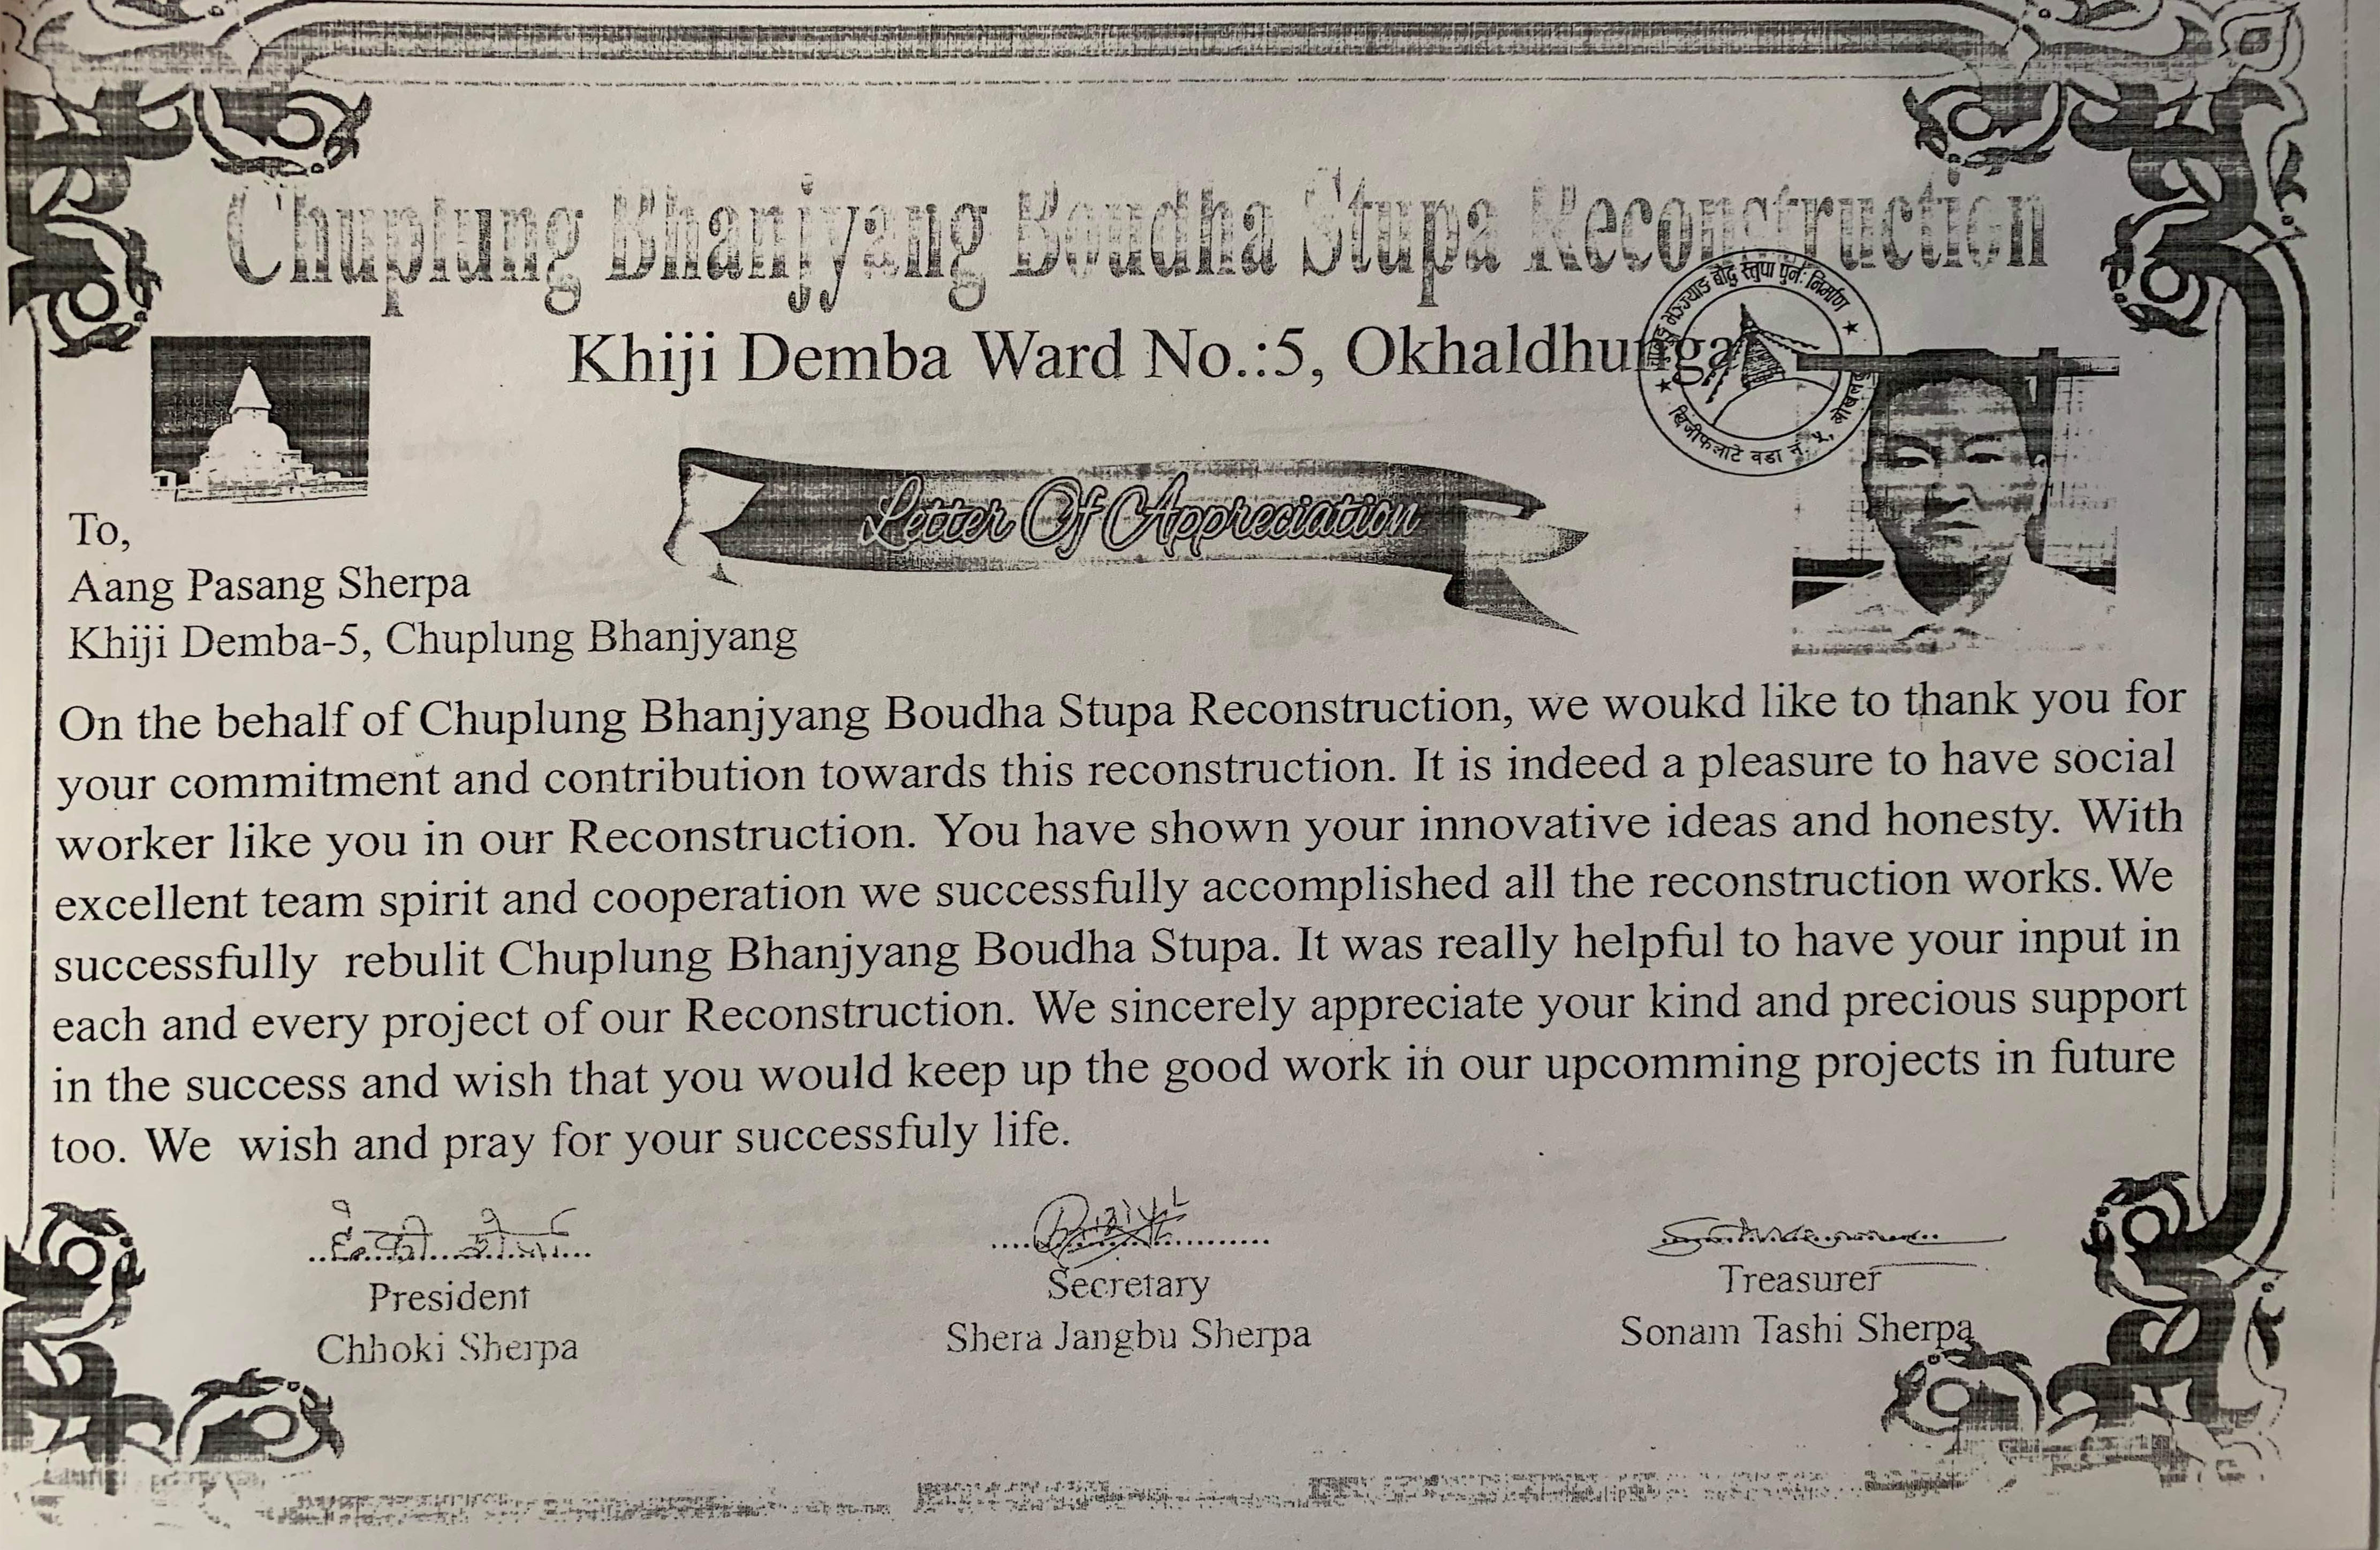 Chuplung Bhanjyang Boudha Stupa Reconstruction
Khiji Demba Ward No.:5, Okhaldhunga
भञ्ज्याङ बौद्ध स्तुपा पुर्न: निर्माण
खिजीफलाटे वडा नं. ५,
Letter Of Appreciation
To,
Aang Pasang Sherpa
Khiji Demba-5, Chuplung Bhanjyang
On the behalf of Chuplung Bhanjyang Boudha Stupa Reconstruction, we woukd like to thank you for
your commitment and contribution towards this reconstruction. It is indeed a pleasure to have social
worker like you in our Reconstruction. You have shown your innovative ideas and honesty. With
excellent team spirit and cooperation we successfully accomplished all the reconstruction works. We
successfully rebulit Chuplung Bhanjyang Boudha Stupa. It was really helpful to have your input in
each and every project of our Reconstruction. We sincerely appreciate your kind and precious support
in the success and wish that you would keep up the good work in our upcomming projects in future
too. We wish and pray for your successfuly life.
President
Chhoki Sherpa
Secretary
Shera Jangbu Sherpa
Treasurer
Sonam Tashi Sherpa